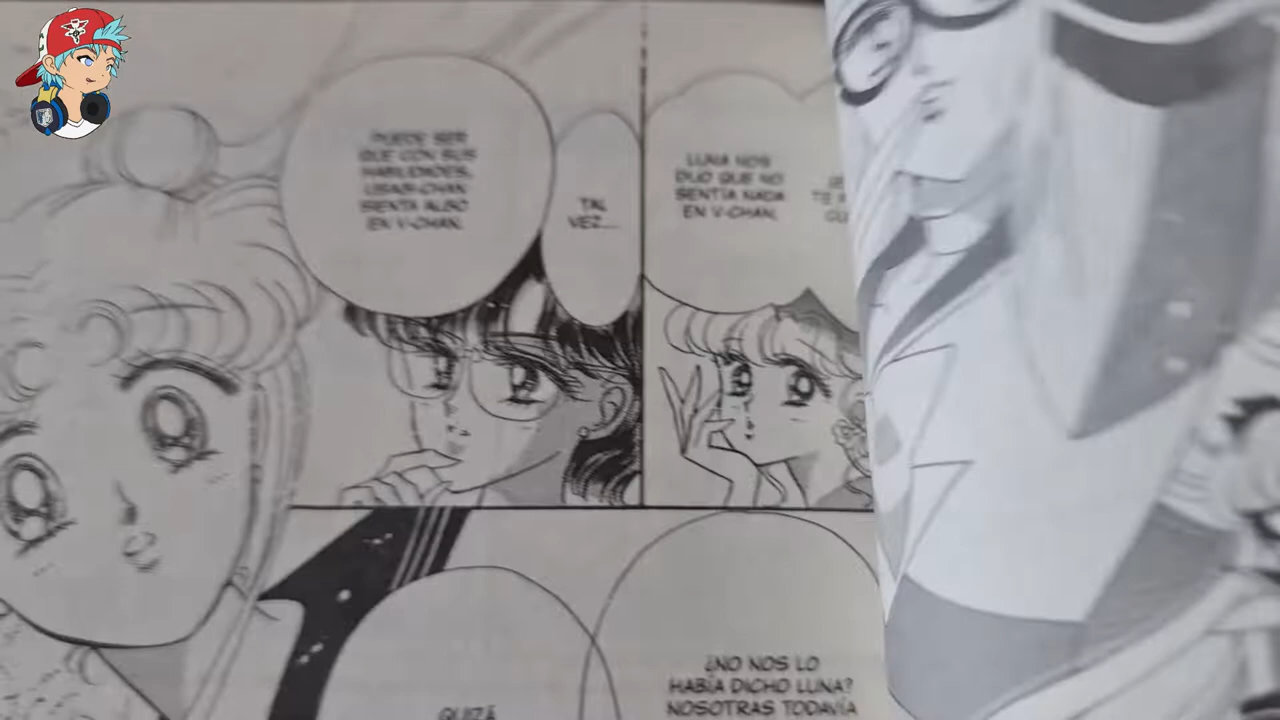 PUEDE SER
QUE CON SUS
HABILIDADES,
USAGI-CHAN
SIENTA ALGO
EN V-CHAN.
TAL
VEZ...
LUNA NOS
DIJO QUE NO
SENTÍA NADA
EN V-CHAN.
TE
QUIZÁ
¿NO NOS LO
HABÍA DICHO LUNA?
NOSOTRAS TODAVÍA